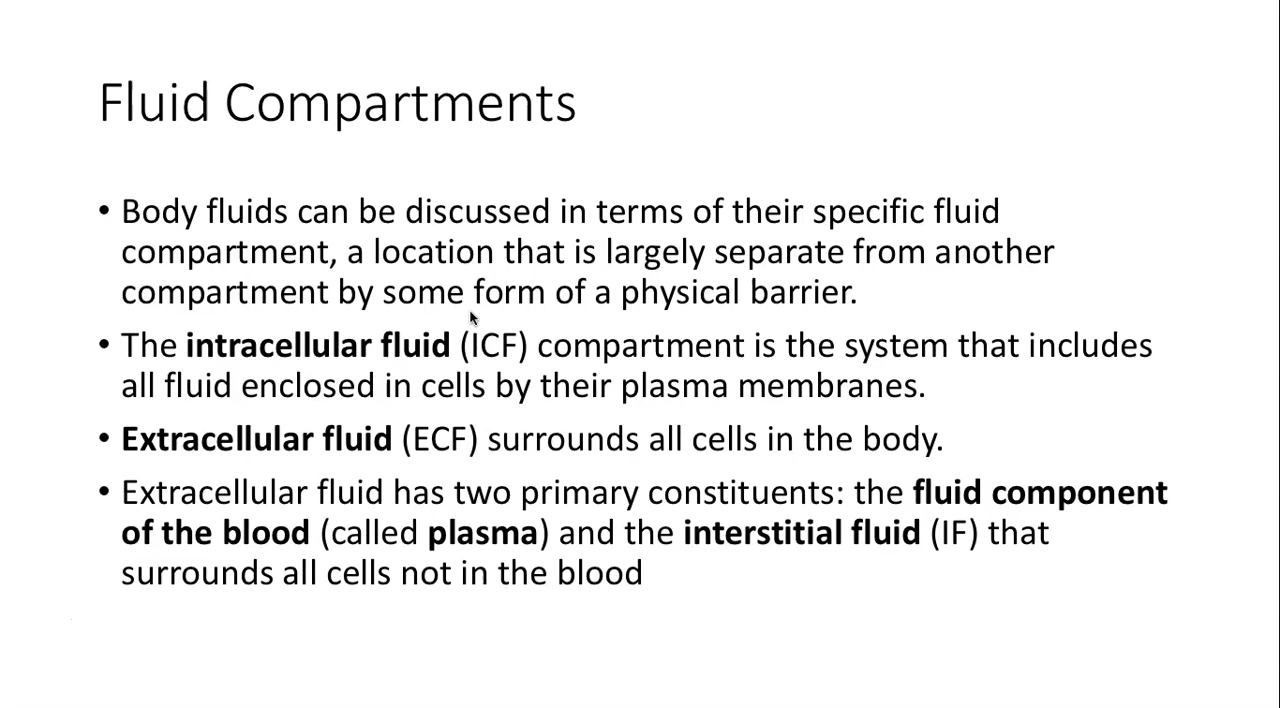 Fluid Compartments
• Body fluids can be discussed in terms of their specific fluid
compartment, a location that is largely separate from another
compartment by some form of a physical barrier.
• The intracellular fluid (ICF) compartment is the system that includes
all fluid enclosed in cells by their plasma membranes.
• Extracellular fluid (ECF) surrounds all cells in the body.
• Extracellular fluid has two primary constituents: the fluid component
of the blood (called plasma) and the interstitial fluid (IF) that
surrounds all cells not in the blood